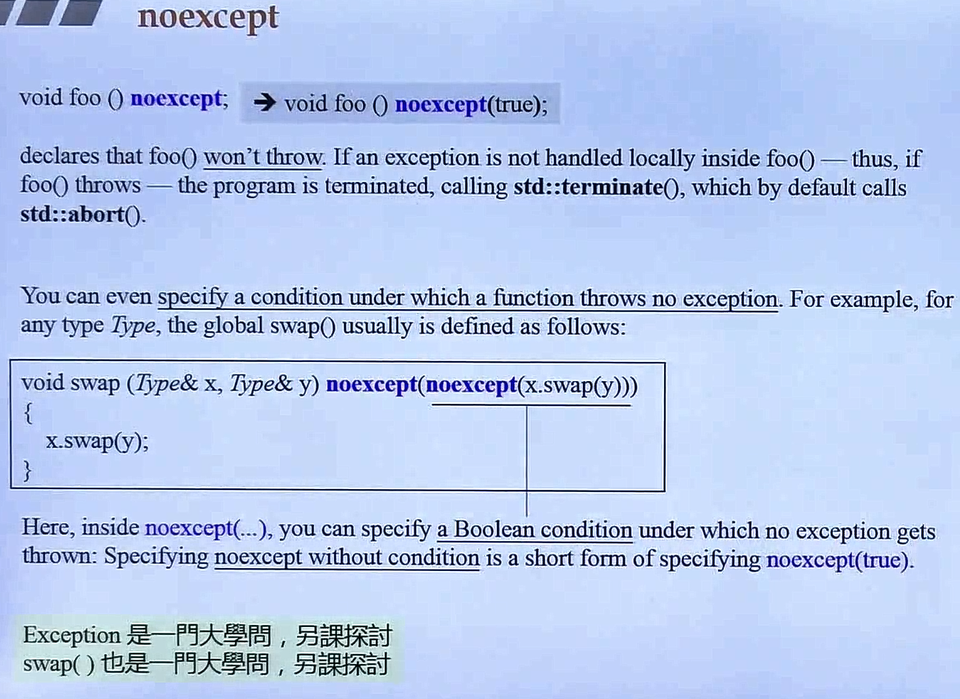 noexcept
void foo () noexcept; ➔ void foo () noexcept(true);
declares that foo() won’t throw. If an exception is not handled locally inside foo() — thus, if
foo() throws — the program is terminated, calling std::terminate(), which by default calls
std::abort().
You can even specify a condition under which a function throws no exception. For example, for
any type Type, the global swap() usually is defined as follows:
void swap (Type& x, Type& y) noexcept(noexcept(x.swap(y)))
{
x.swap(y);
}
Here, inside noexcept(...), you can specify a Boolean condition under which no exception gets
thrown: Specifying noexcept without condition is a short form of specifying noexcept(true).
Exception 是一門大學問，另課探討
swap( ) 也是一門大學問，另課探討